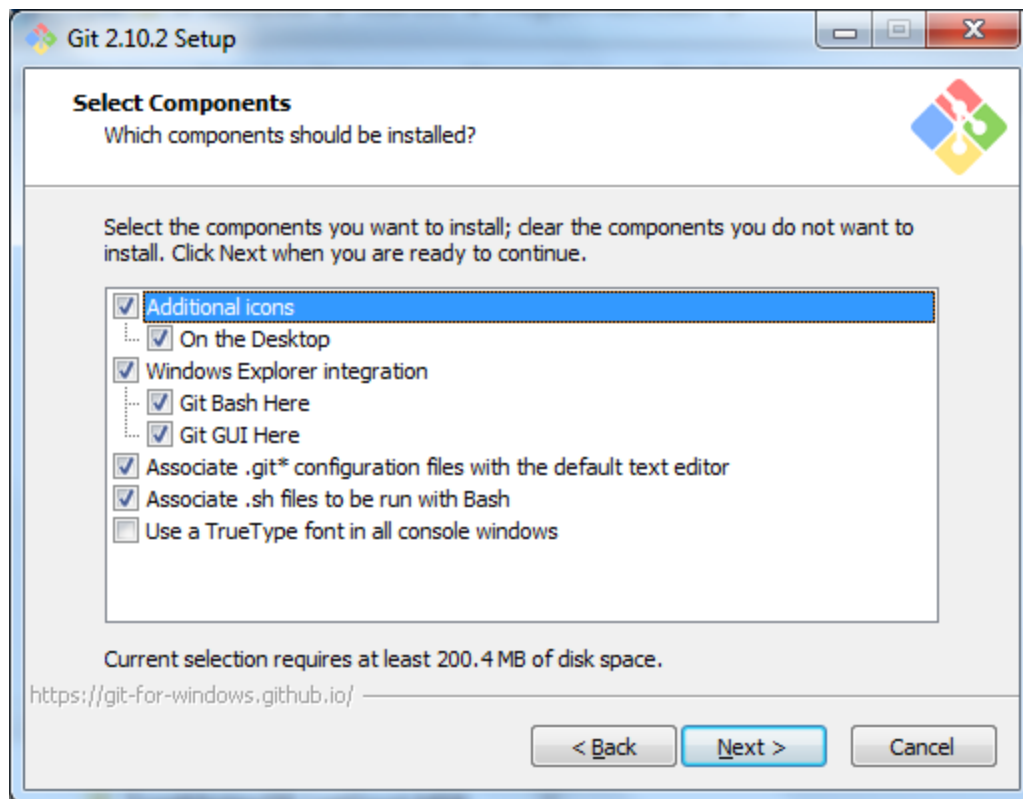 Git 2.10.2 Setup
Select Components
Which components should be installed?
Select the components you want to install; clear the components you do not want to
install. Click Next when you are ready to continue.
Additional icons
On the Desktop
Windows Explorer integration
Git Bash Here
Git GUI Here
Associate .git* configuration files with the default text editor
Associate .sh files to be run with Bash
Use a TrueType font in all console windows
Current selection requires at least 200.4 MB of disk space.
https://git-for-windows.github.io/
< Back Next > Cancel